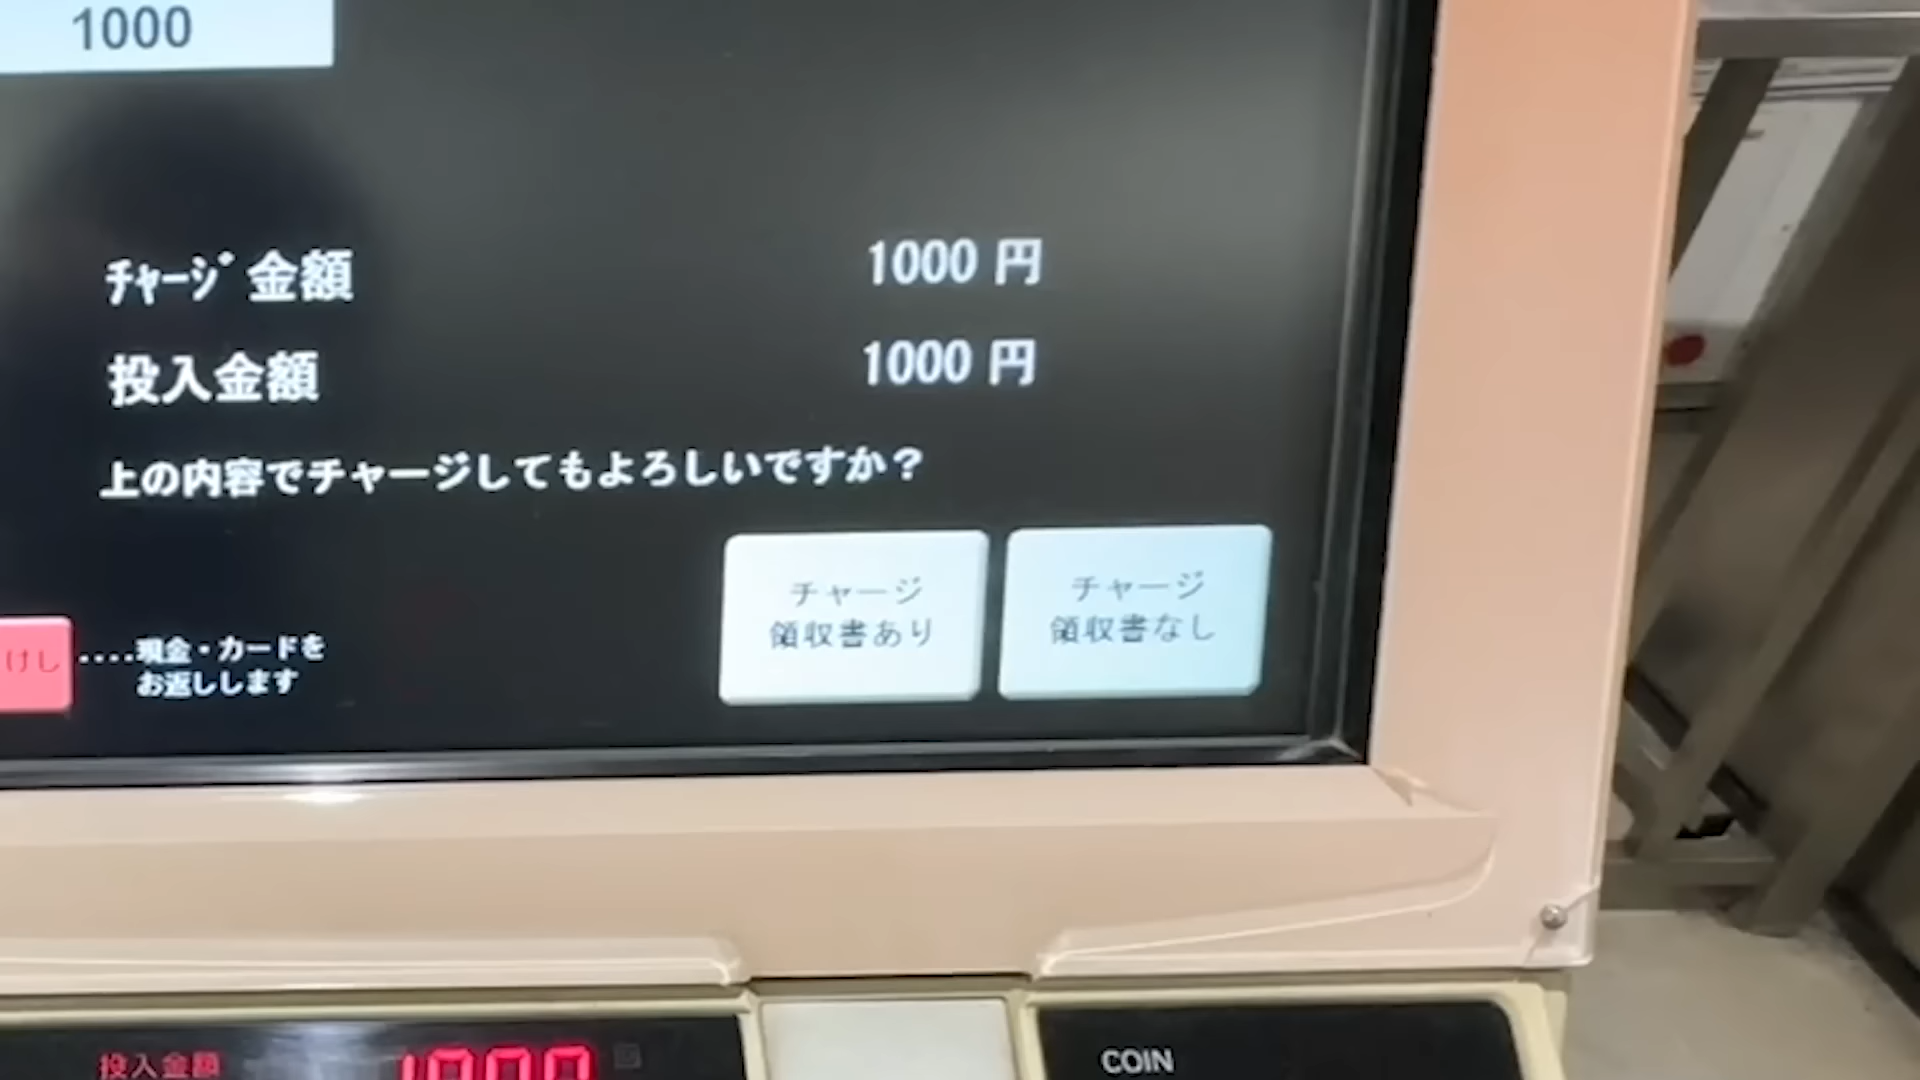 1000
ﾁｬｰｼﾞ金額 1000 円
投入金額 1000 円
上の内容でチャージしてもよろしいですか？
チャージ
領収書あり
チャージ
領収書なし
けし ....現金・カードを
お返しします
投入金額 1000
COIN